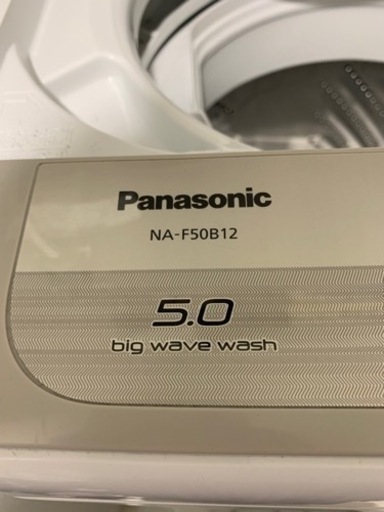 Panasonic
NA-F50B12
5.0
big wave wash